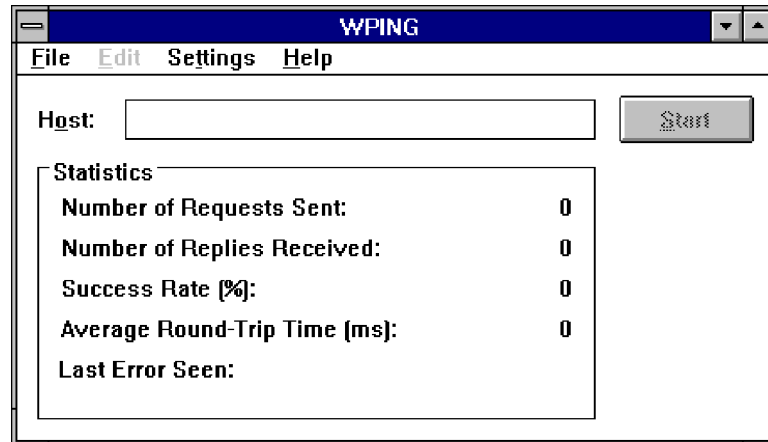 WPING
File Edit Settings Help
Host: Start
Statistics
Number of Requests Sent: 0
Number of Replies Received: 0
Success Rate (%): 0
Average Round-Trip Time (ms): 0
Last Error Seen: